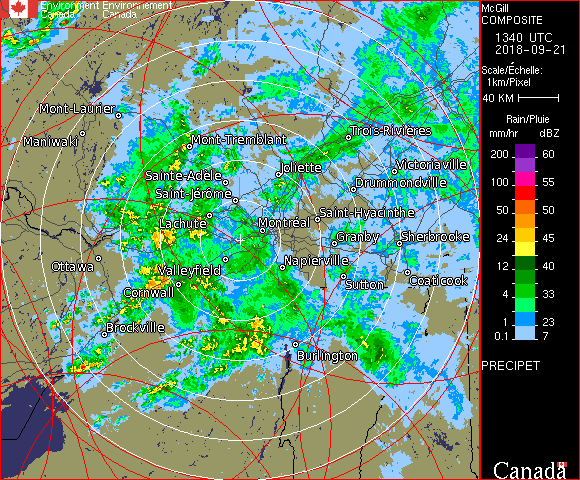 Environment Environnement
Canada Canada
McGill
COMPOSITE
1340 UTC
2018-09-21
Scale/Échelle:
1km/Pixel
40 KM
Rain/Pluie
mm/hr dBZ
200 60
100 55
50 50
24 45
12 40
4 33
1 23
0.1 7
PRECIPET
Canada
Mont-Laurier
Maniwaki
Mont-Tremblant
Trois-Rivières
Sainte-Adèle
Joliette
Victoriaville
Saint-Jérôme
Drummondville
Lachute
Montréal
Saint-Hyacinthe
Granby
Sherbrooke
Ottawa
Valleyfield
Napierville
Cornwall
Sutton
Coaticook
Brockville
Burlington